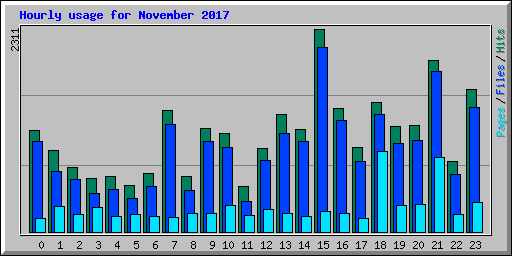 Hourly usage for November 2017
2311
Pages/Files/Hits
0 1 2 3 4 5 6 7 8 9 10 11 12 13 14 15 16 17 18 19 20 21 22 23